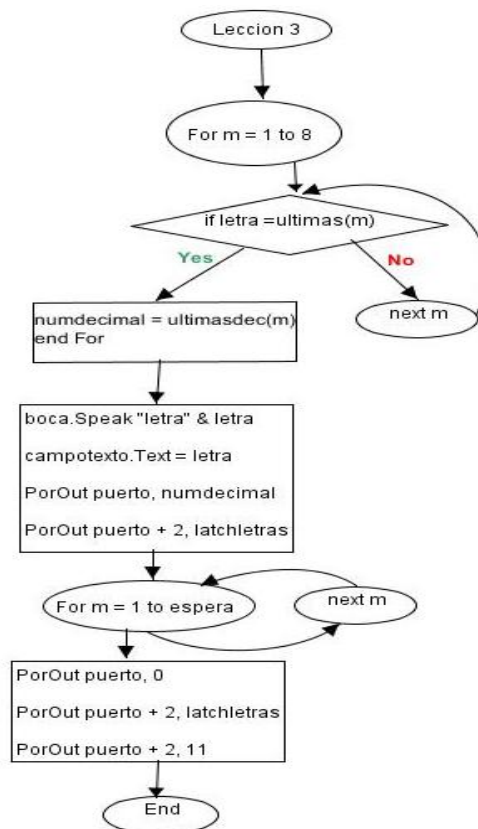 Leccion 3
For m = 1 to 8
if letra =ultimas(m)
Yes
No
numdecimal = ultimasdec(m)
end For
next m
boca.Speak "letra" & letra
campotexto.Text = letra
PorOut puerto, numdecimal
PorOut puerto + 2, latchletras
For m = 1 to espera
next m
PorOut puerto, 0
PorOut puerto + 2, latchletras
PorOut puerto + 2, 11
End